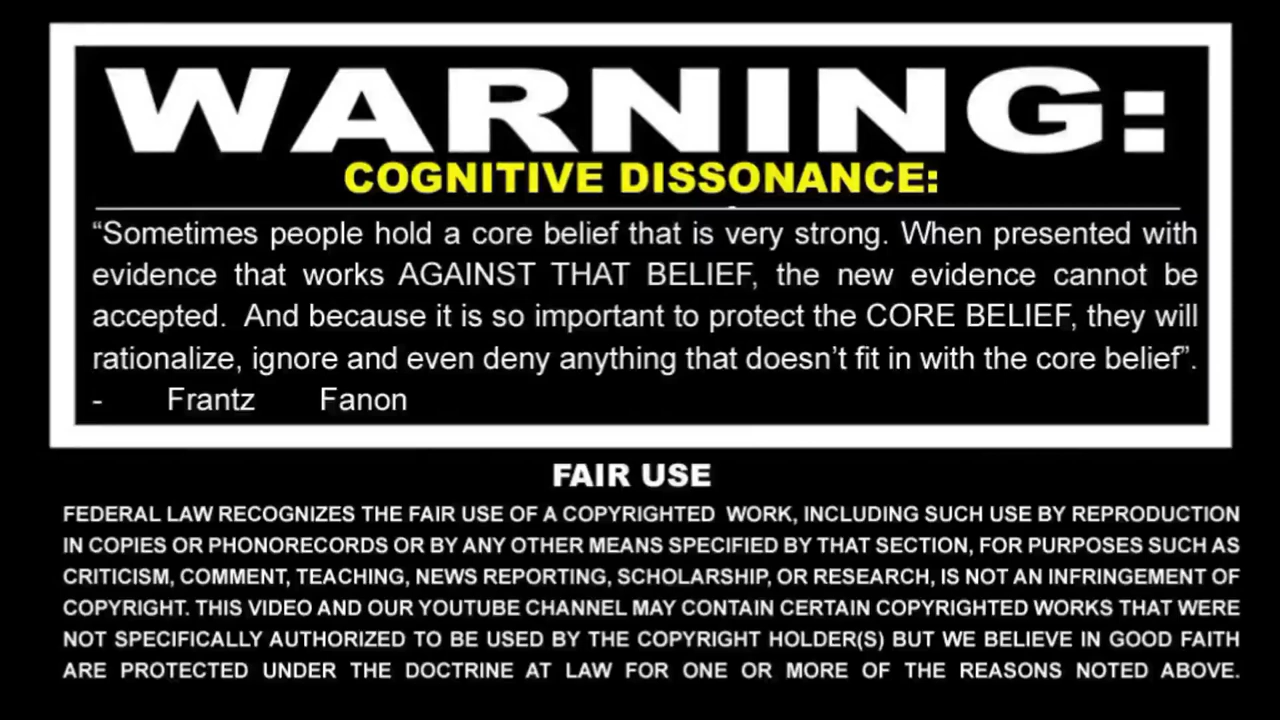 WARNING:
COGNITIVE DISSONANCE:
“Sometimes people hold a core belief that is very strong. When presented with
evidence that works AGAINST THAT BELIEF, the new evidence cannot be
accepted. And because it is so important to protect the CORE BELIEF, they will
rationalize, ignore and even deny anything that doesn’t fit in with the core belief”.
- Frantz Fanon
FAIR USE
FEDERAL LAW RECOGNIZES THE FAIR USE OF A COPYRIGHTED WORK, INCLUDING SUCH USE BY REPRODUCTION
IN COPIES OR PHONORECORDS OR BY ANY OTHER MEANS SPECIFIED BY THAT SECTION, FOR PURPOSES SUCH AS
CRITICISM, COMMENT, TEACHING, NEWS REPORTING, SCHOLARSHIP, OR RESEARCH, IS NOT AN INFRINGEMENT OF
COPYRIGHT. THIS VIDEO AND OUR YOUTUBE CHANNEL MAY CONTAIN CERTAIN COPYRIGHTED WORKS THAT WERE
NOT SPECIFICALLY AUTHORIZED TO BE USED BY THE COPYRIGHT HOLDER(S) BUT WE BELIEVE IN GOOD FAITH
ARE PROTECTED UNDER THE DOCTRINE AT LAW FOR ONE OR MORE OF THE REASONS NOTED ABOVE.